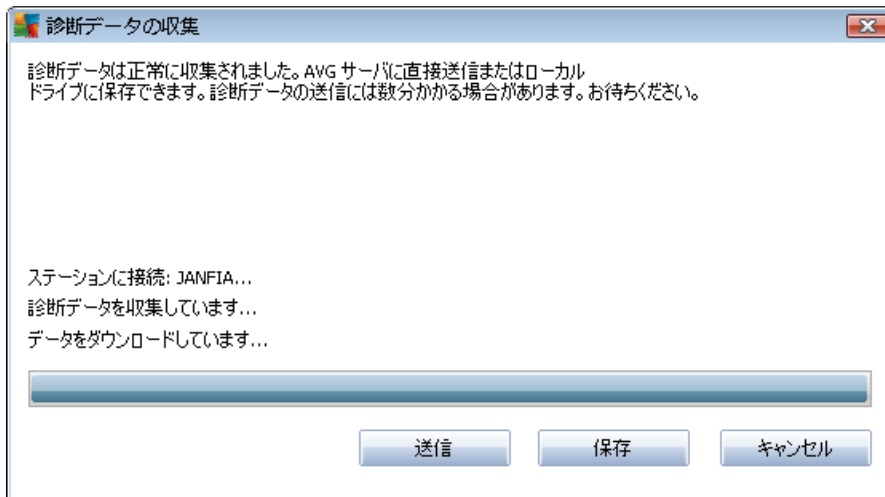 診断データの収集
診断データは正常に収集されました。AVG サーバに直接送信またはローカル
ドライブに保存できます。診断データの送信には数分かかる場合があります。お待ちください。
ステーションに接続: JANFIA...
診断データを収集しています...
データをダウンロードしています...
送信
保存
キャンセル